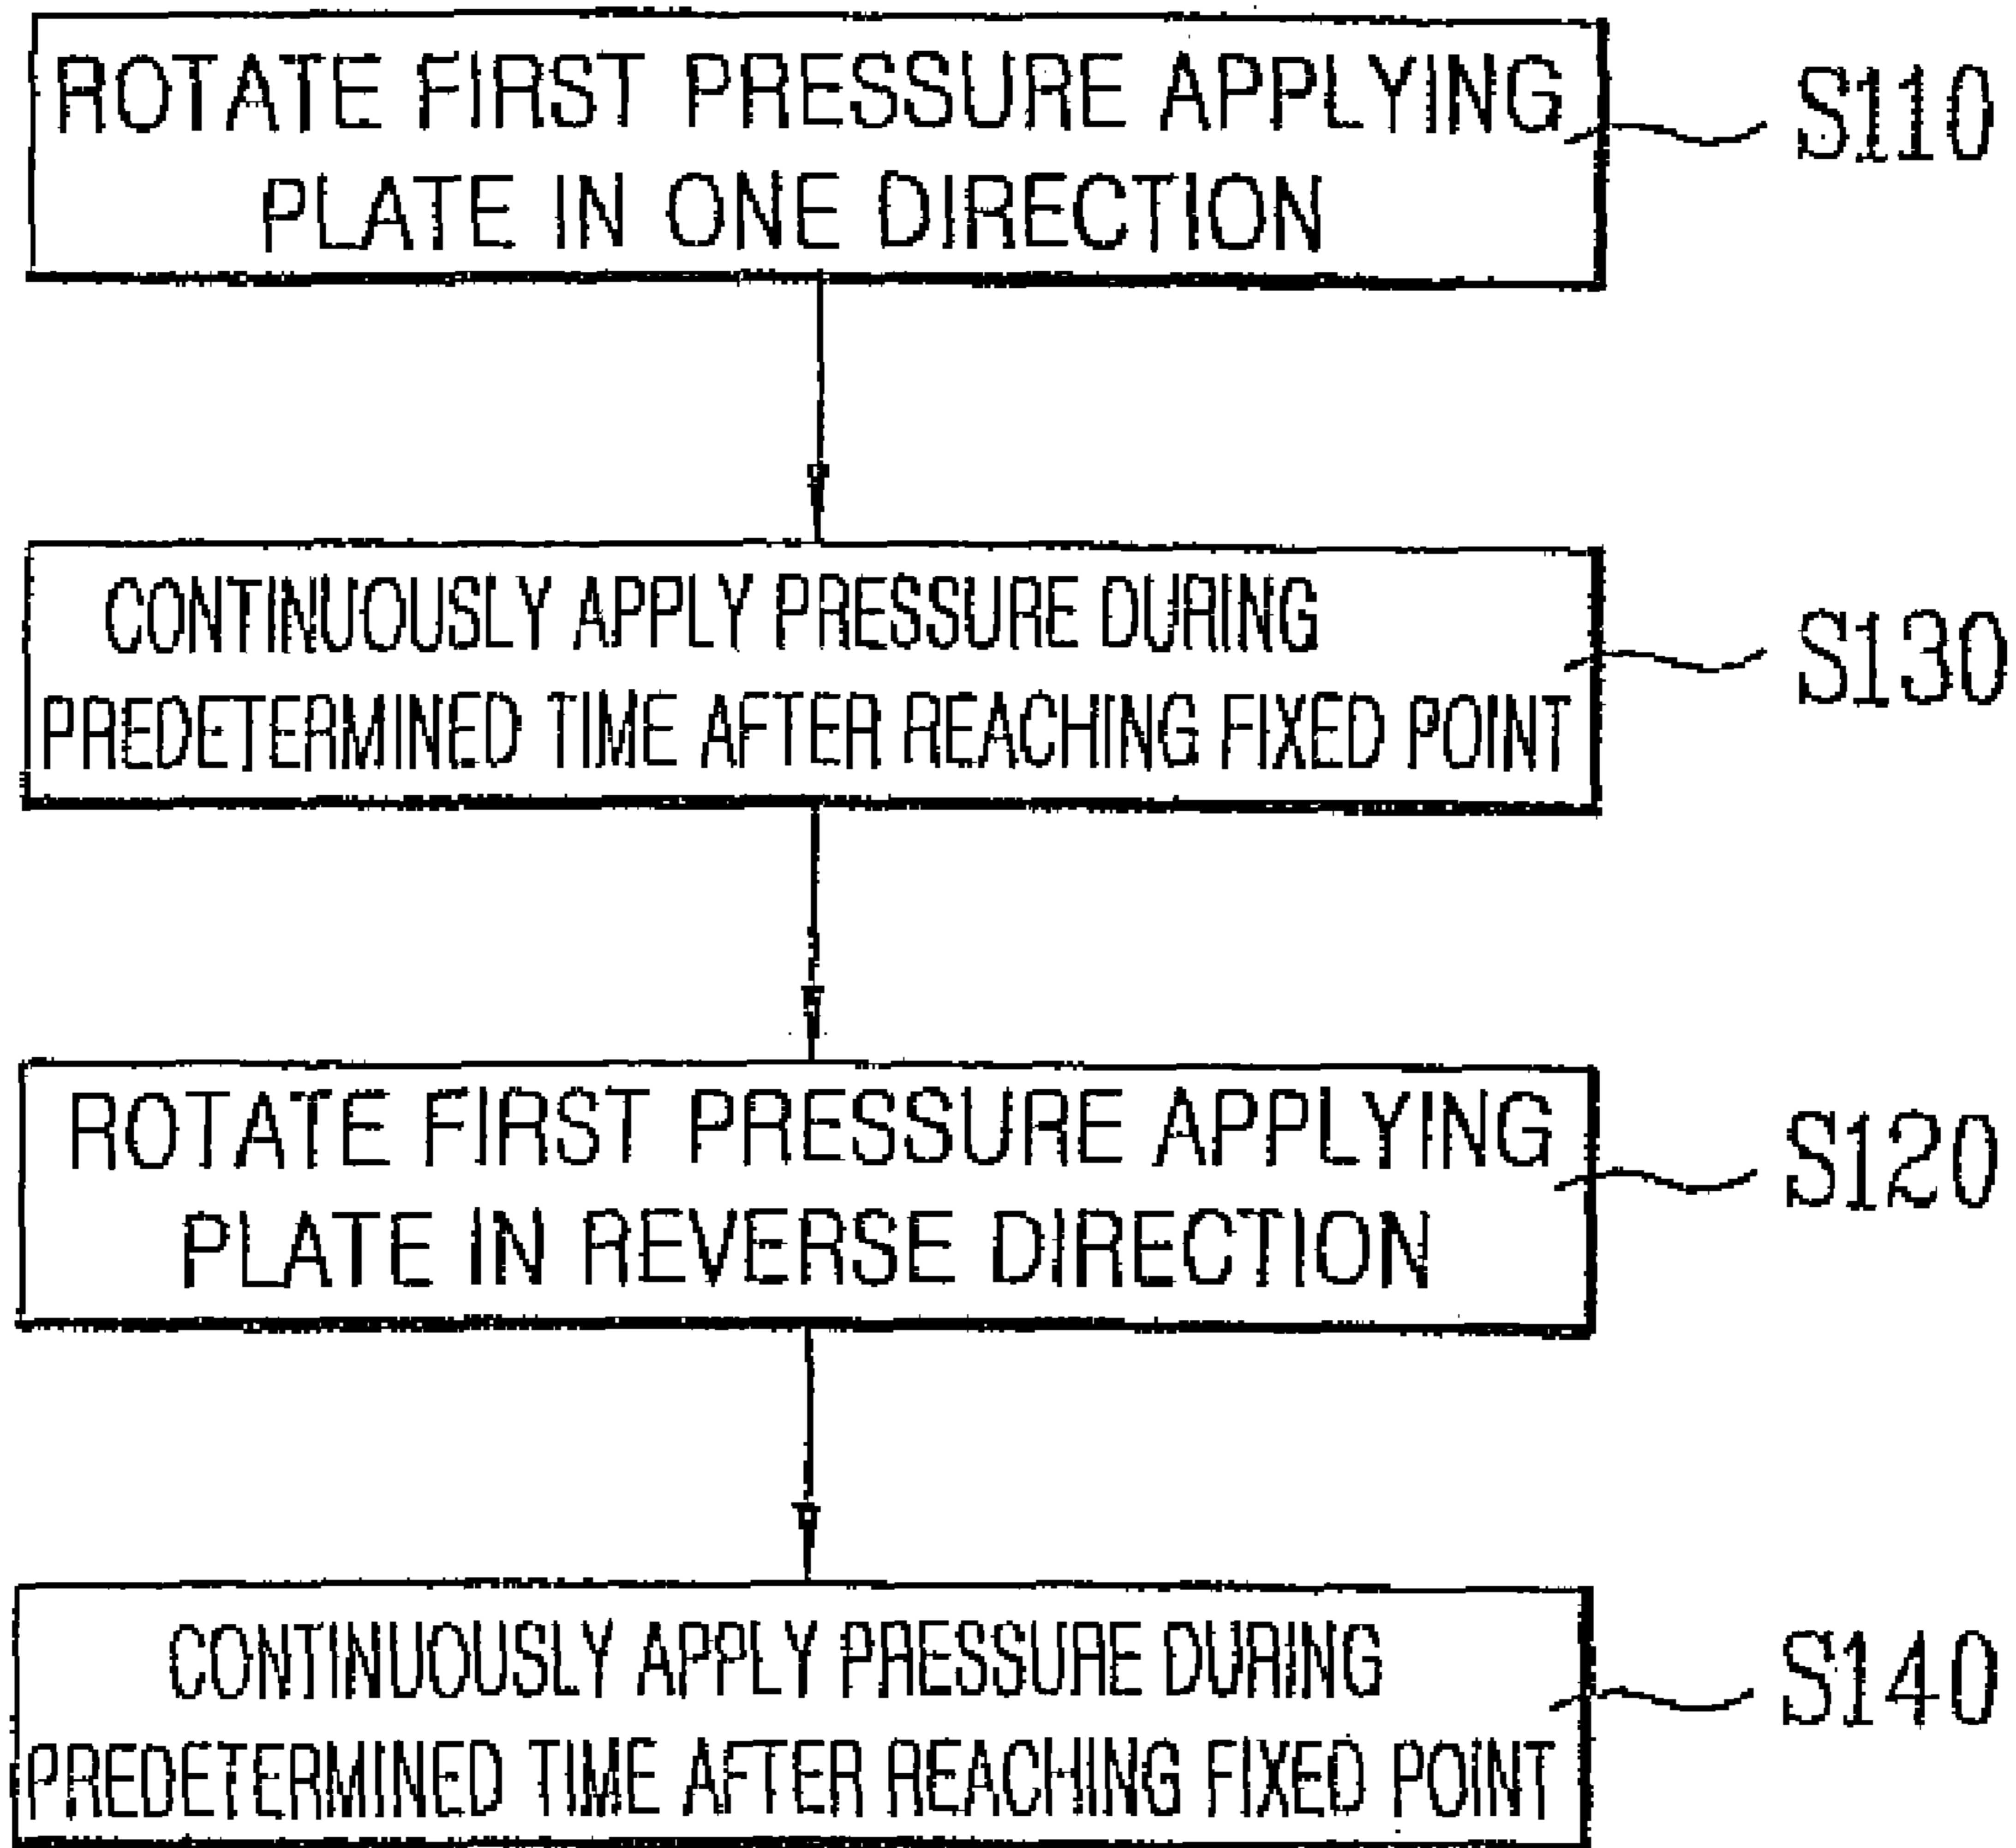 ROTATE FIRST PRESSURE APPLYING
PLATE IN ONE DIRECTION
S110
CONTINUOUSLY APPLY PRESSURE DURING
PREDETERMINED TIME AFTER REACHING FIXED POINT
S130
ROTATE FIRST PRESSURE APPLYING
PLATE IN REVERSE DIRECTION
S120
CONTINUOUSLY APPLY PRESSURE DURING
PREDETERMINED TIME AFTER REACHING FIXED POINT
S140